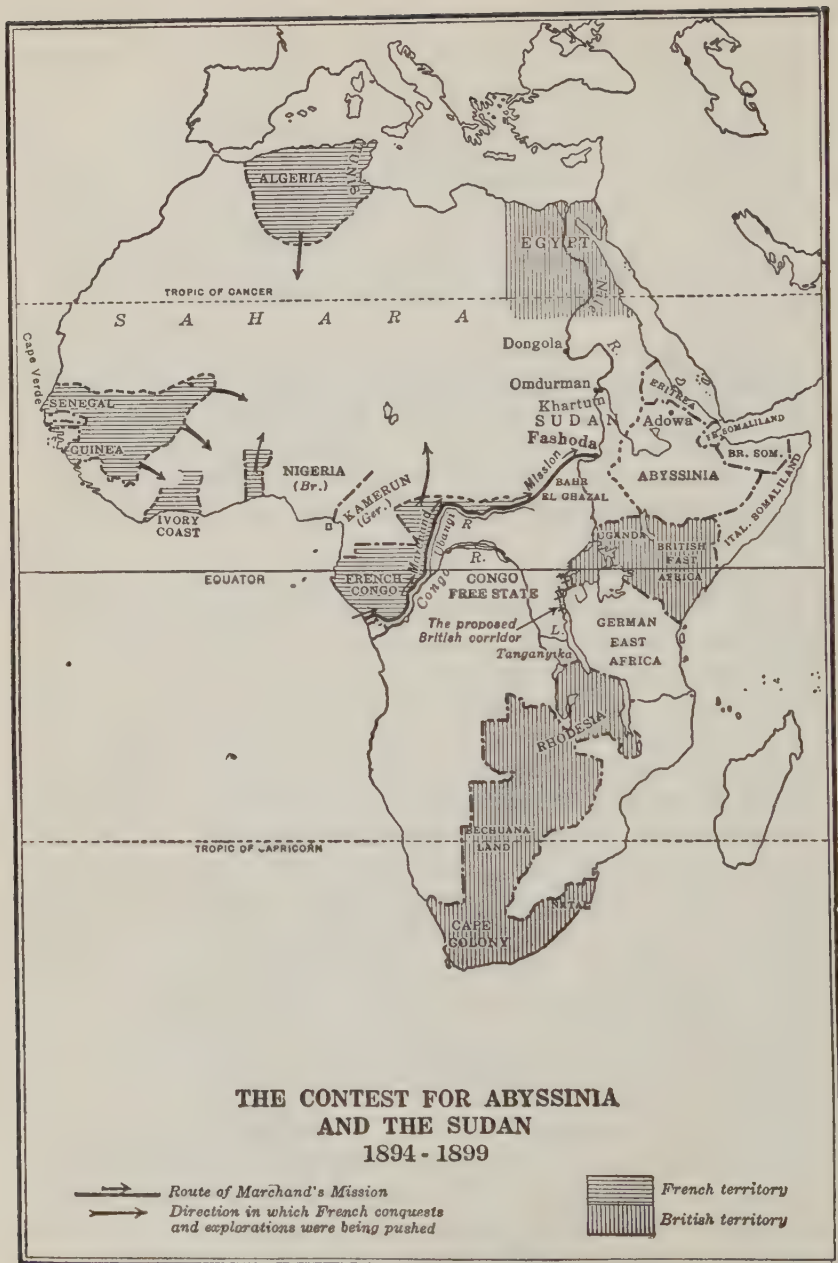 TUNIS
ALGERIA
EGYPT
TROPIC OF CANCER
Nile
S A H A R A
Dongola
R.
Cape Verde
Omdurman
ERITREA
Khartum
SENEGAL
SUDAN
Adowa
FR. SOMALILAND
Fashoda
GUINEA
BR. SOM.
NIGERIA
(Br.)
Mission
ABYSSINIA
KAMERUN
(Ger.)
BAHR
EL GHAZAL
ITAL. SOMALILAND
IVORY
COAST
Marchand
Ubangi
R.
UGANDA
BRITISH
EAST
AFRICA
R.
EQUATOR
FRENCH
CONGO
Congo
CONGO
FREE STATE
The proposed
British corridor
GERMAN
EAST
AFRICA
L.
Tanganyika
RHODESIA
BECHUANA-
LAND
TROPIC OF CAPRICORN
NATAL
CAPE
COLONY
THE CONTEST FOR ABYSSINIA
AND THE SUDAN
1894 - 1899
Route of Marchand's Mission
Direction in which French conquests
and explorations were being pushed
French territory
British territory